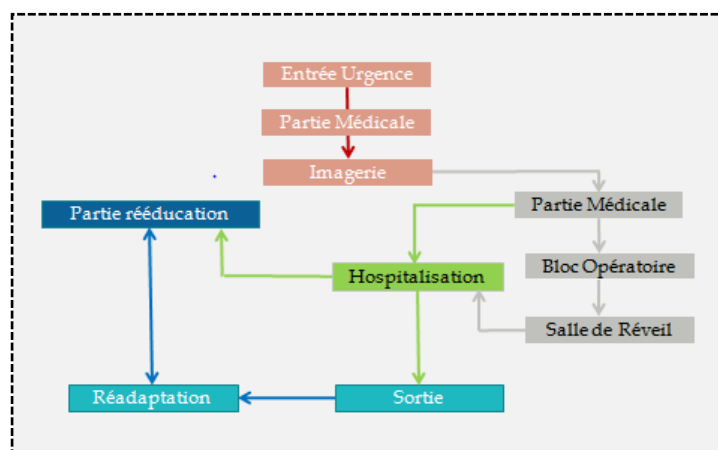 Entrée Urgence
Partie Médicale
Imagerie
Partie Médicale
Partie rééducation
Bloc Opératoire
Hospitalisation
Salle de Réveil
Réadaptation
Sortie